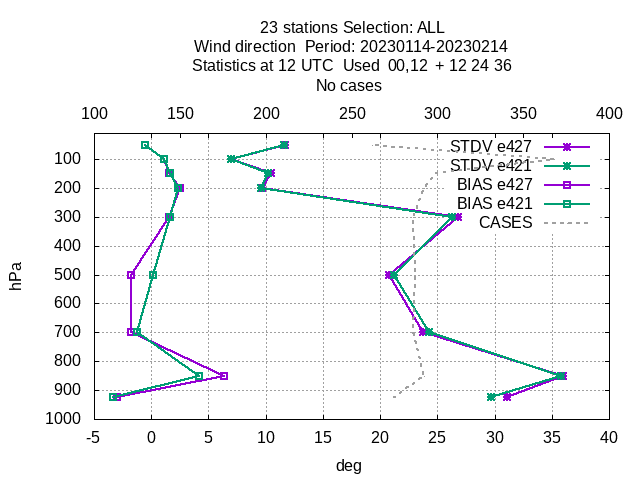 23 stations Selection: ALL
Wind direction  Period: 20230114-20230214
Statistics at 12 UTC  Used  00,12  + 12 24 36
No cases
100 150 200 250 300 350 400
STDV e427
STDV e421
BIAS e427
BIAS e421
CASES
hPa
100
200
300
400
500
600
700
800
900
1000
-5 0 5 10 15 20 25 30 35 40
deg